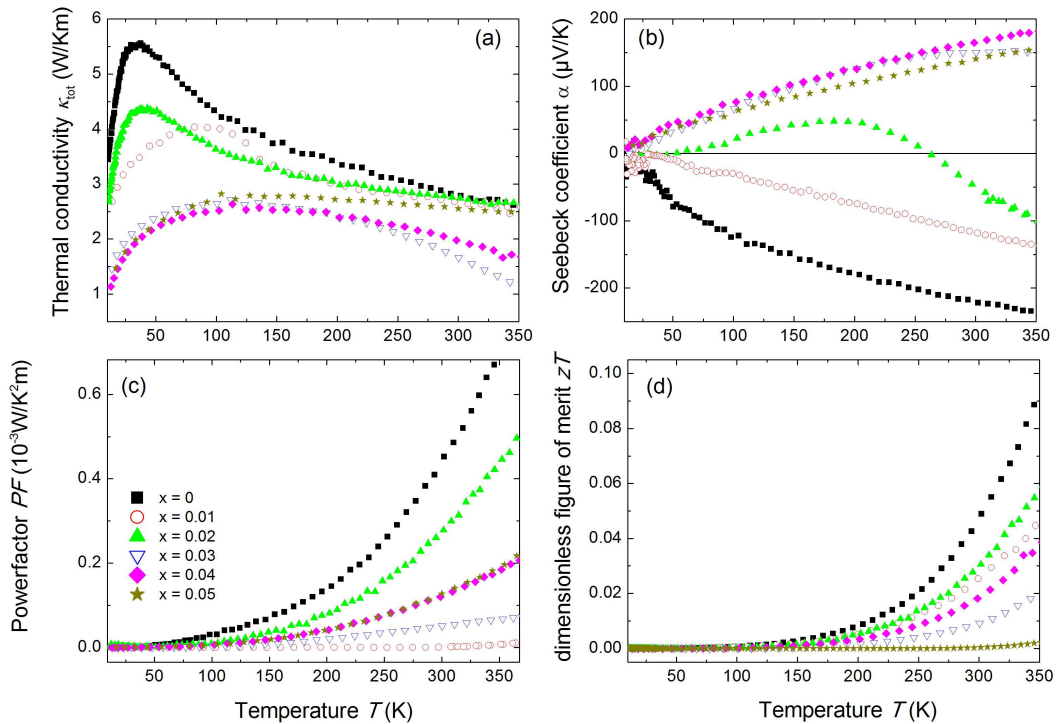 Thermal conductivity κtot (W/Km)
6
5
4
3
2
1
(a)
50 100 150 200 250 300 350
Seebeck coefficient α (μV/K)
200
100
0
-100
-200
(b)
50 100 150 200 250 300 350
Powerfactor PF (10⁻³W/K²m)
0.6
0.4
0.2
0.0
(c)
x = 0
x = 0.01
x = 0.02
x = 0.03
x = 0.04
x = 0.05
50 100 150 200 250 300 350
Temperature T (K)
dimensionless figure of merit zT
0.10
0.08
0.06
0.04
0.02
0.00
(d)
50 100 150 200 250 300 350
Temperature T (K)